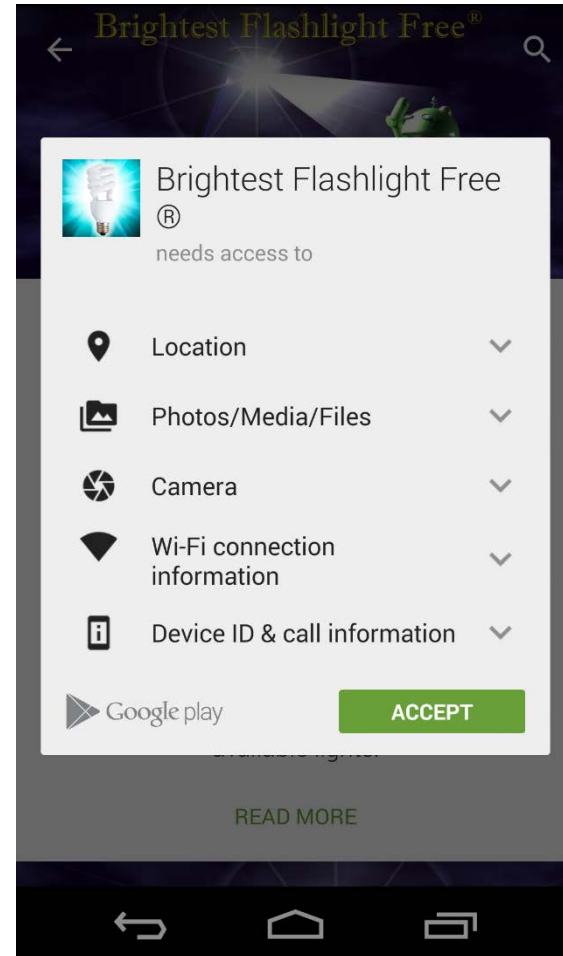 Brightest Flashlight Free®
Brightest Flashlight Free
®
needs access to
Location
Photos/Media/Files
Camera
Wi-Fi connection
information
Device ID & call information
Google play
ACCEPT
READ MORE